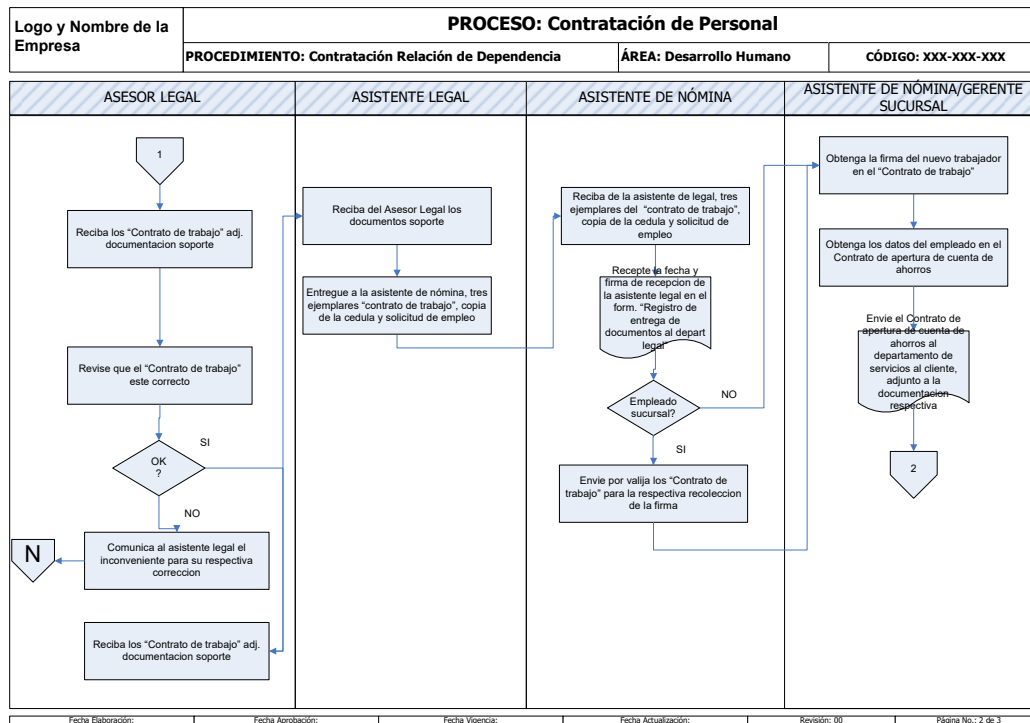 Logo y Nombre de la
Empresa
PROCESO: Contratación de Personal
PROCEDIMIENTO: Contratación Relación de Dependencia
ÁREA: Desarrollo Humano
CÓDIGO: XXX-XXX-XXX
ASESOR LEGAL
ASISTENTE LEGAL
ASISTENTE DE NÓMINA
ASISTENTE DE NÓMINA/GERENTE
SUCURSAL
1
Reciba los “Contrato de trabajo” adj.
documentacion soporte
Revise que el “Contrato de trabajo”
este correcto
OK
?
SI
NO
Comunica al asistente legal el
inconveniente para su respectiva
correccion
N
Reciba los “Contrato de trabajo” adj.
documentacion soporte
Reciba del Asesor Legal los
documentos soporte
Entregue a la asistente de nómina, tres
ejemplares “contrato de trabajo”, copia
de la cedula y solicitud de empleo
Reciba de la asistente de legal, tres
ejemplares del “contrato de trabajo”,
copia de la cedula y solicitud de
empleo
Recepte la fecha y
firma de recepcion de
la asistente legal en el
form. “Registro de
entrega de
documentos al depart
legal”
Empleado
sucursal?
NO
SI
Envie por valija los “Contrato de
trabajo” para la respectiva recoleccion
de la firma
Obtenga la firma del nuevo trabajador
en el “Contrato de trabajo”
Obtenga los datos del empleado en el
Contrato de apertura de cuenta de
ahorros
Envie el Contrato de
apertura de cuenta de
ahorros al
departamento de
servicios al cliente,
adjunto a la
documentacion
respectiva
2
Fecha Elaboración:
Fecha Aprobación:
Fecha Vigencia:
Fecha Actualización:
Revisión: 00
Página No.: 2 de 3